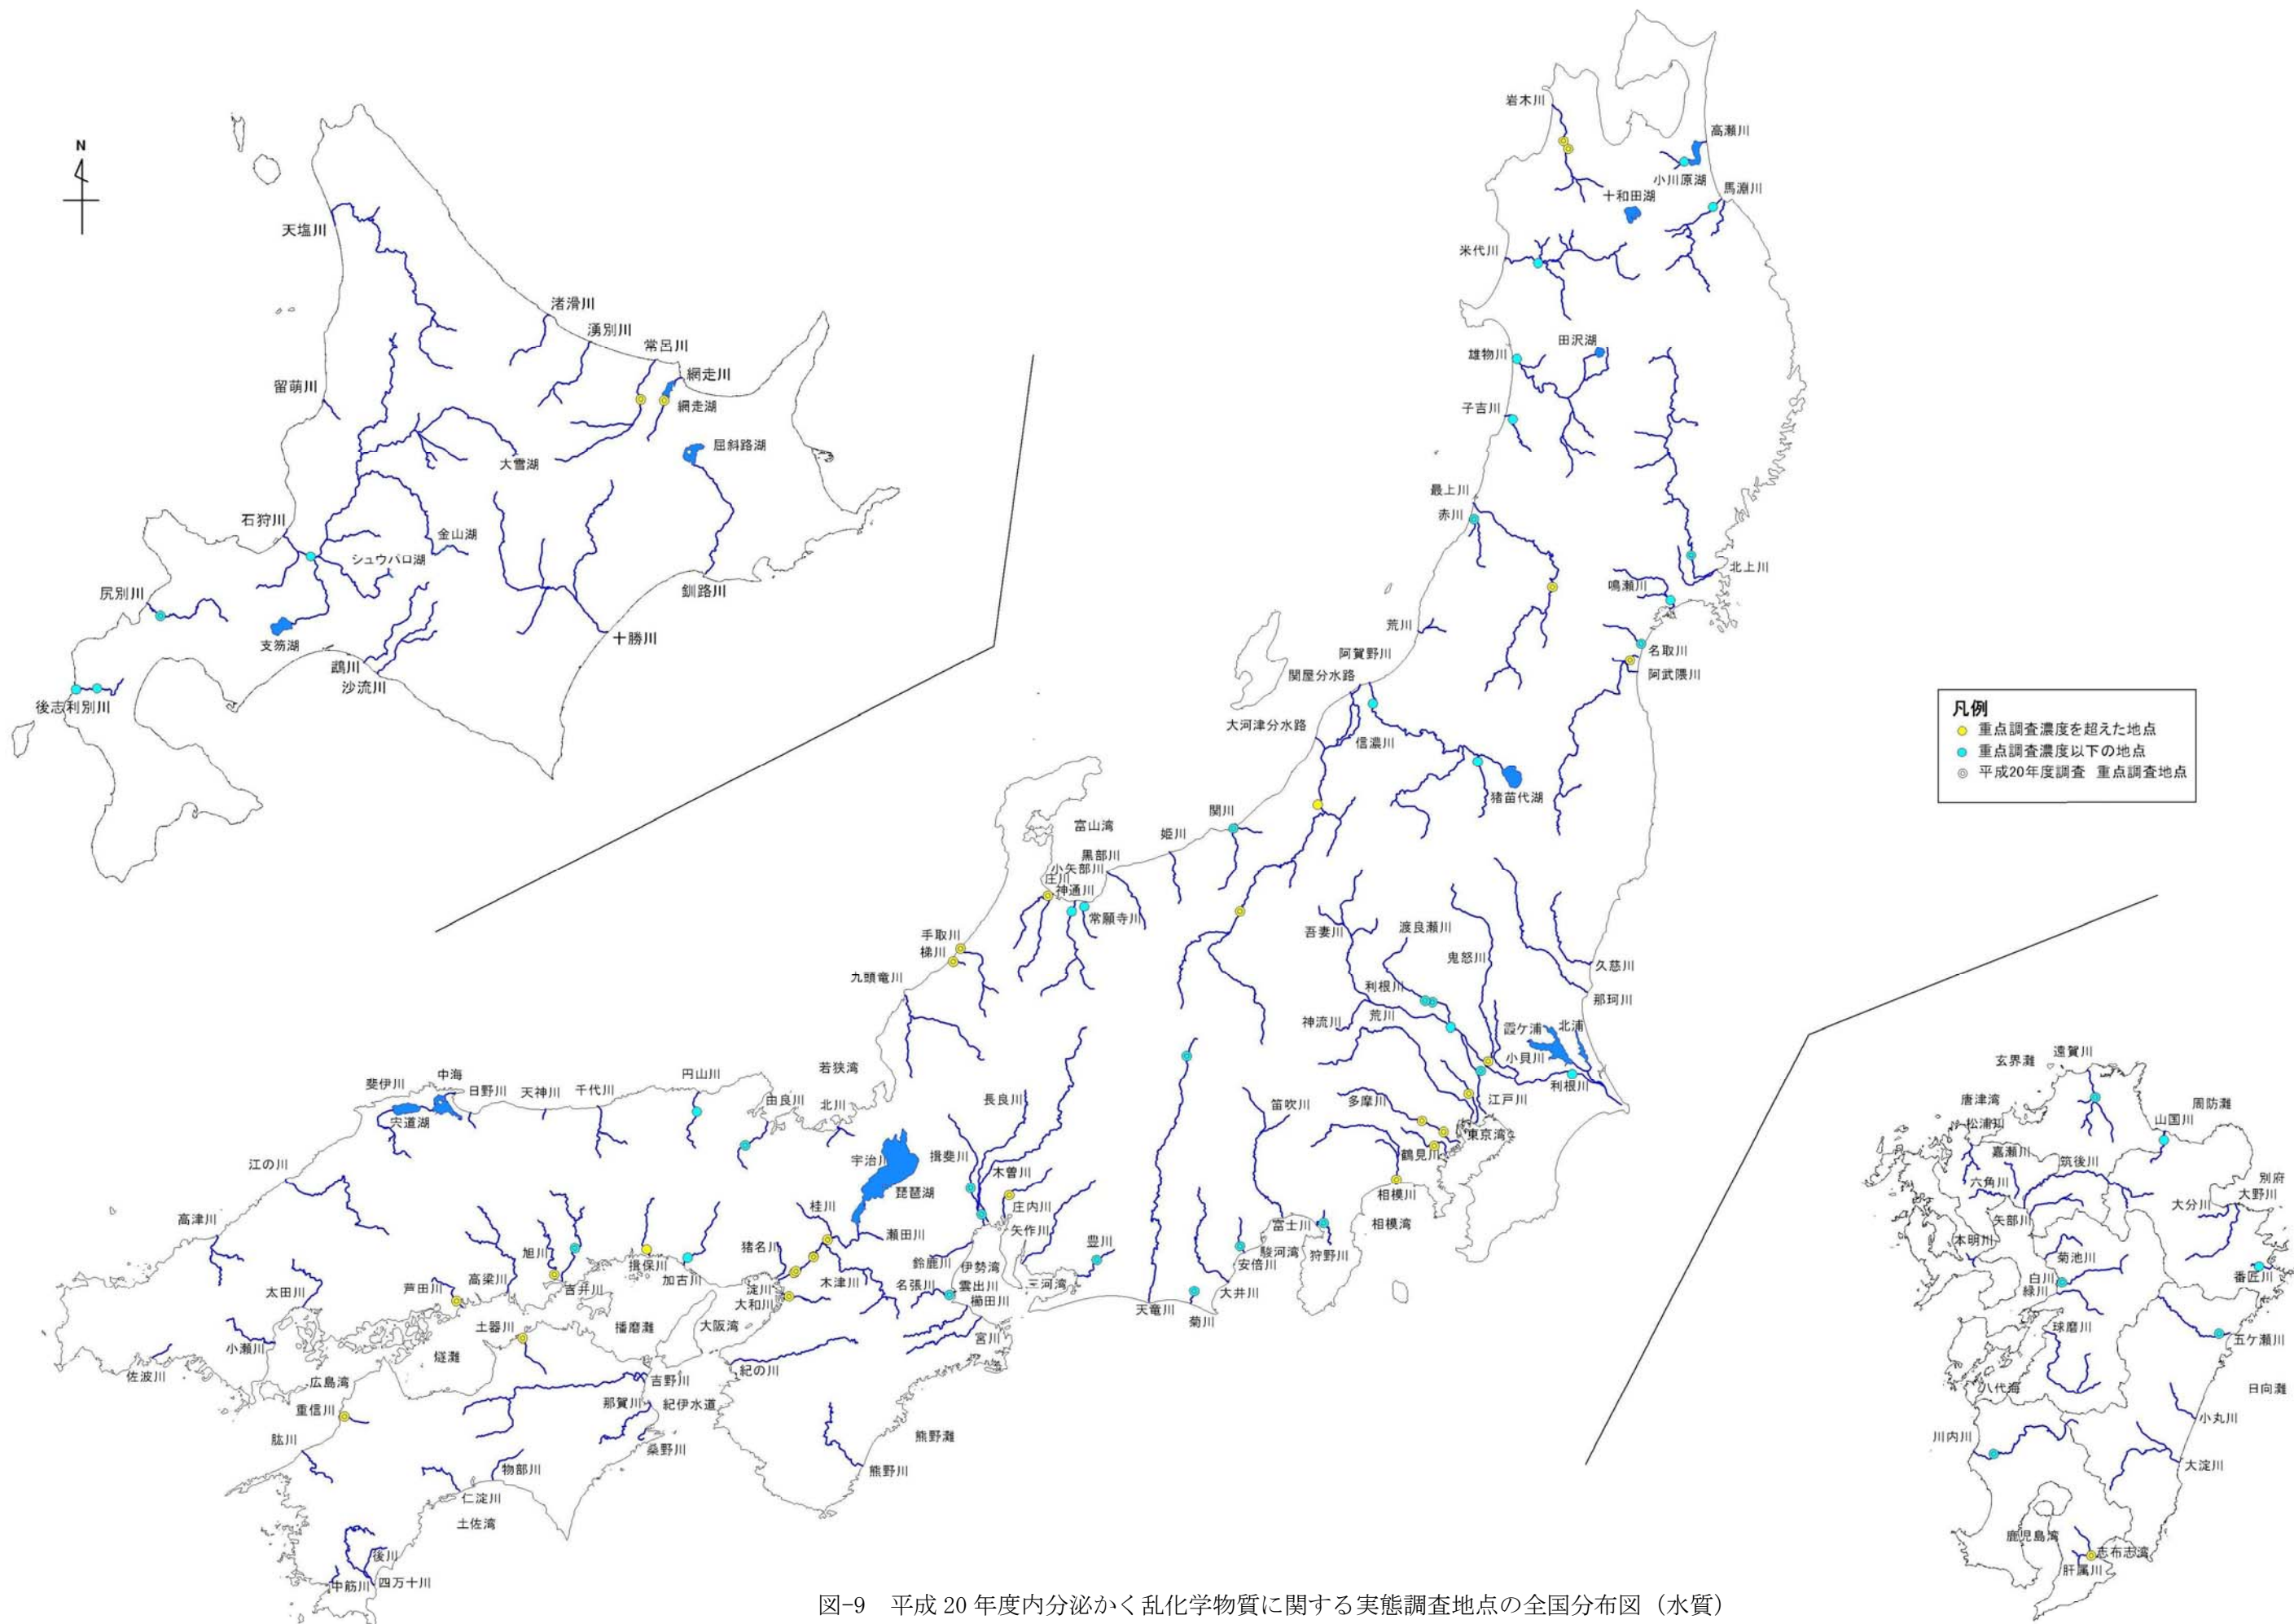 N
天塩川
渚滑川
湧別川
常呂川
網走川
網走湖
留萌川
屈斜路湖
大雪湖
石狩川
金山湖
シュウパロ湖
尻別川
釧路川
支笏湖
十勝川
鵡川
沙流川
後志利別川
岩木川
高瀬川
小川原湖
馬淵川
十和田湖
米代川
田沢湖
雄物川
子吉川
最上川
赤川
北上川
鳴瀬川
荒川
名取川
阿賀野川
阿武隈川
関屋分水路
大河津分水路
信濃川
猪苗代湖
凡例
重点調査濃度を超えた地点
重点調査濃度以下の地点
平成20年度調査 重点調査地点
関川
富山湾
姫川
黒部川
小矢部川
庄川
神通川
常願寺川
手取川
梯川
九頭竜川
吾妻川
渡良瀬川
鬼怒川
久慈川
利根川
那珂川
荒川
神流川
霞ケ浦
北浦
小貝川
利根川
江戸川
多摩川
笛吹川
東京湾
鶴見川
相模川
相模湾
富士川
駿河湾
狩野川
安倍川
大井川
菊川
天竜川
豊川
三河湾
矢作川
庄内川
木曽川
長良川
揖斐川
伊勢湾
鈴鹿川
雲出川
櫛田川
宮川
名張川
木津川
瀬田川
琵琶湖
宇治川
桂川
猪名川
淀川
大和川
大阪湾
播磨灘
若狭湾
北川
由良川
円山川
千代川
天神川
日野川
中海
斐伊川
宍道湖
江の川
高津川
旭川
揖保川
加古川
吉井川
高梁川
芦田川
太田川
小瀬川
佐波川
土器川
燧灘
広島湾
重信川
肱川
吉野川
那賀川
紀伊水道
桑野川
物部川
仁淀川
土佐湾
後川
中筋川
四万十川
紀の川
熊野灘
熊野川
玄界灘
遠賀川
唐津湾
周防灘
松浦川
山国川
嘉瀬川
筑後川
六角川
別府
大野川
大分川
矢部川
本明川
菊池川
白川
緑川
番匠川
球磨川
五ケ瀬川
八代海
日向灘
小丸川
川内川
大淀川
鹿児島湾
志布志湾
肝属川
図-9 平成 20 年度内分泌かく乱化学物質に関する実態調査地点の全国分布図（水質）